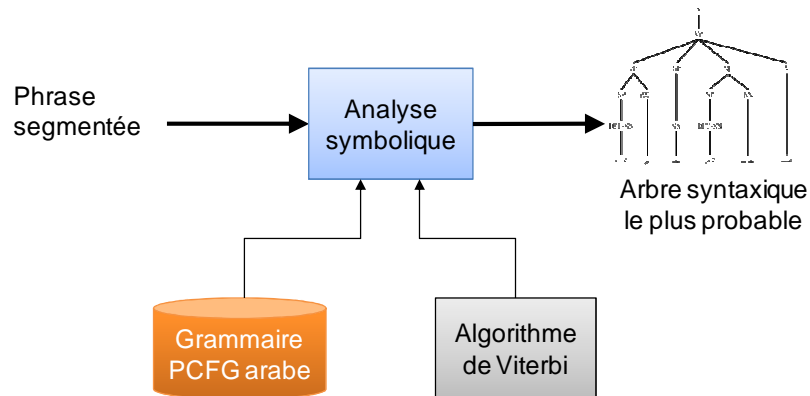 Phrase
segmentée
Analyse
symbolique
Arbre syntaxique
le plus probable
Grammaire
PCFG arabe
Algorithme
de Viterbi